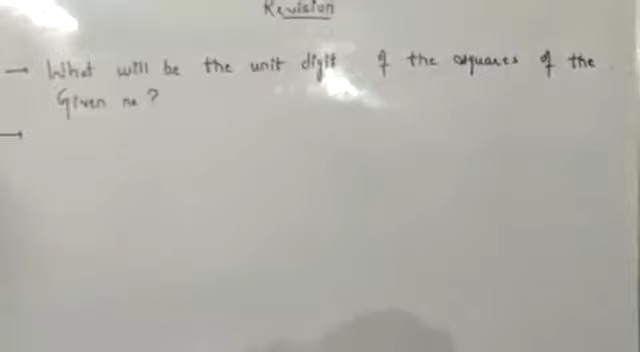 Revision
→ What will be the unit digit of the squares of the
Given no?
→